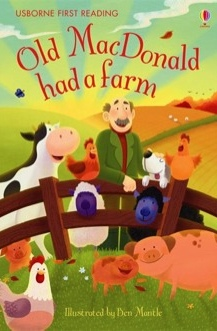 USBORNE FIRST READING
Old MacDonald
had a farm
Illustrated by Ben Mantle